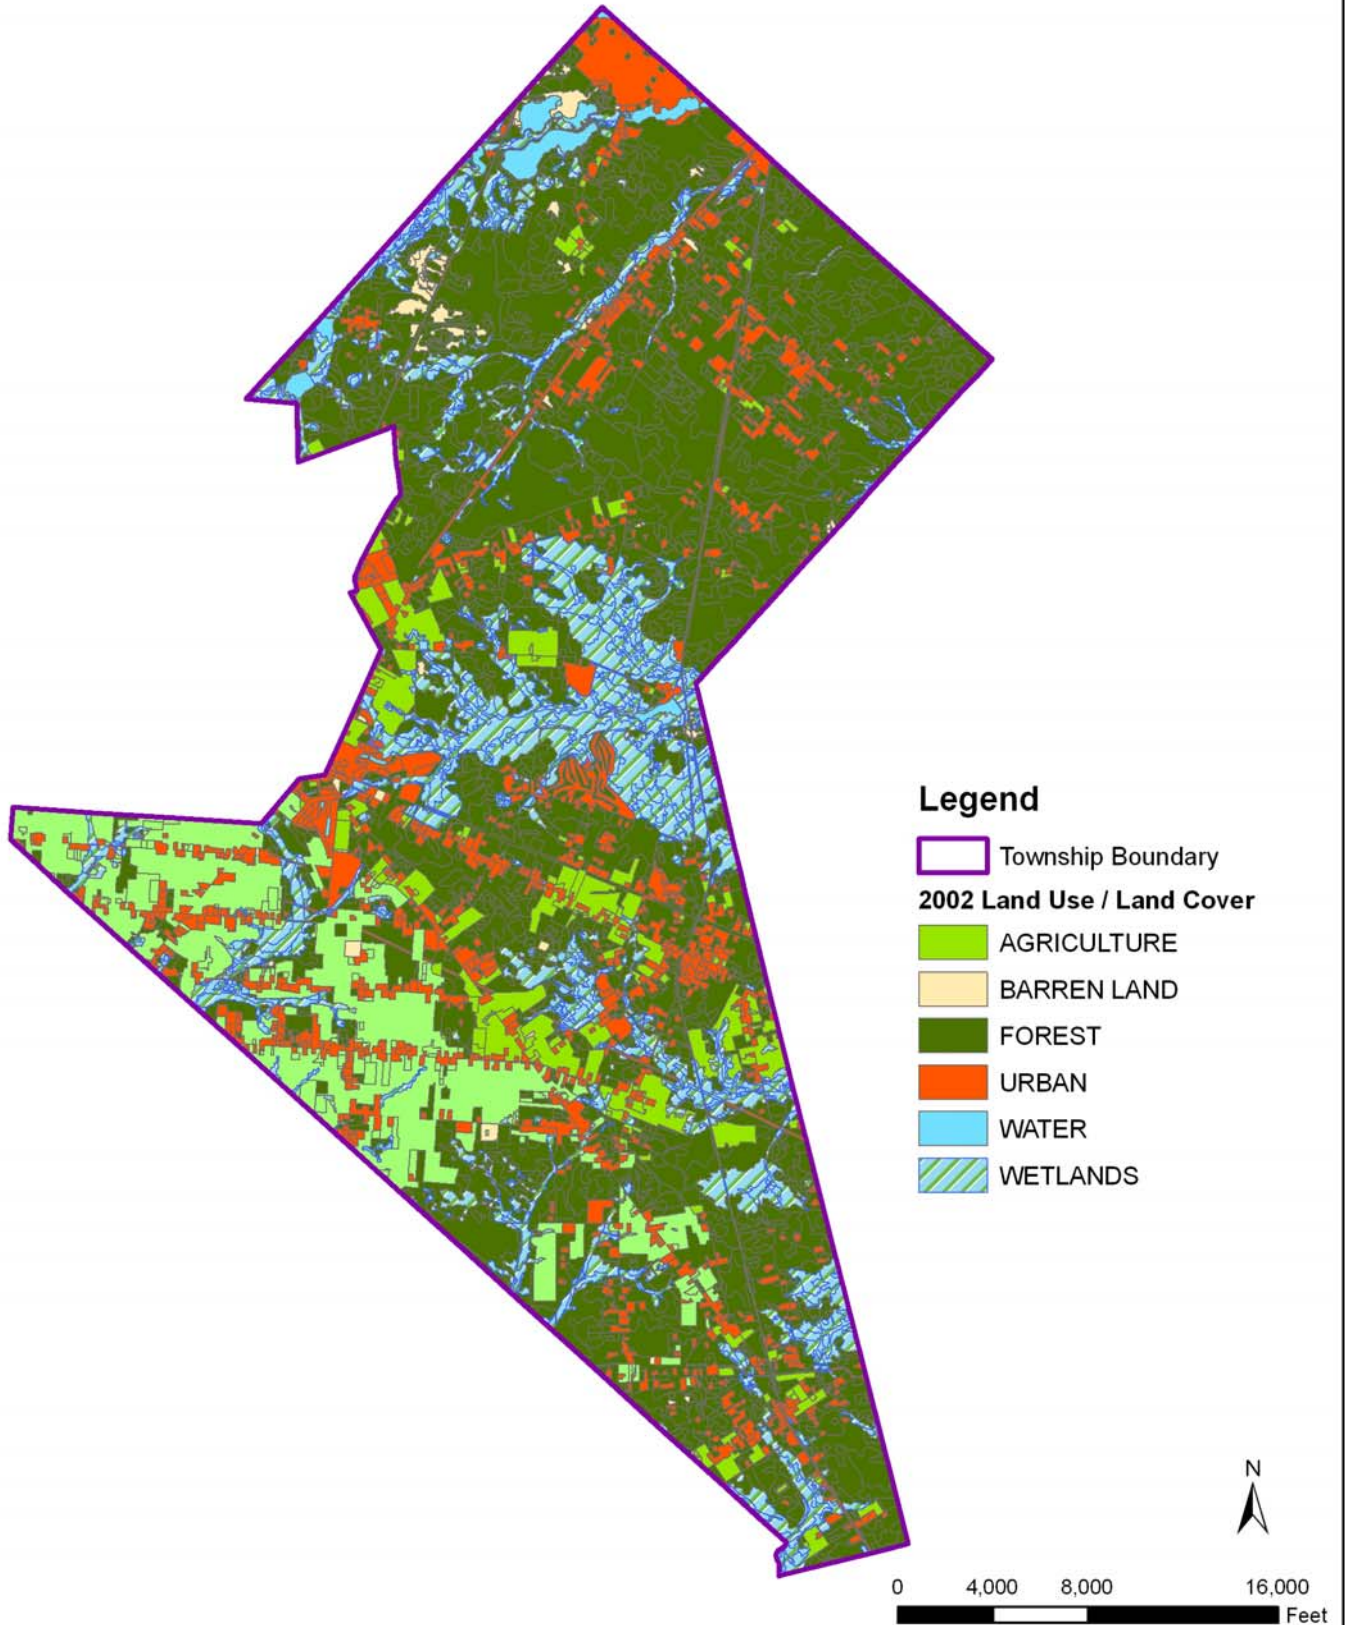 Legend
Township Boundary
2002 Land Use / Land Cover
AGRICULTURE
BARREN LAND
FOREST
URBAN
WATER
WETLANDS
N
0 4,000 8,000 16,000
Feet